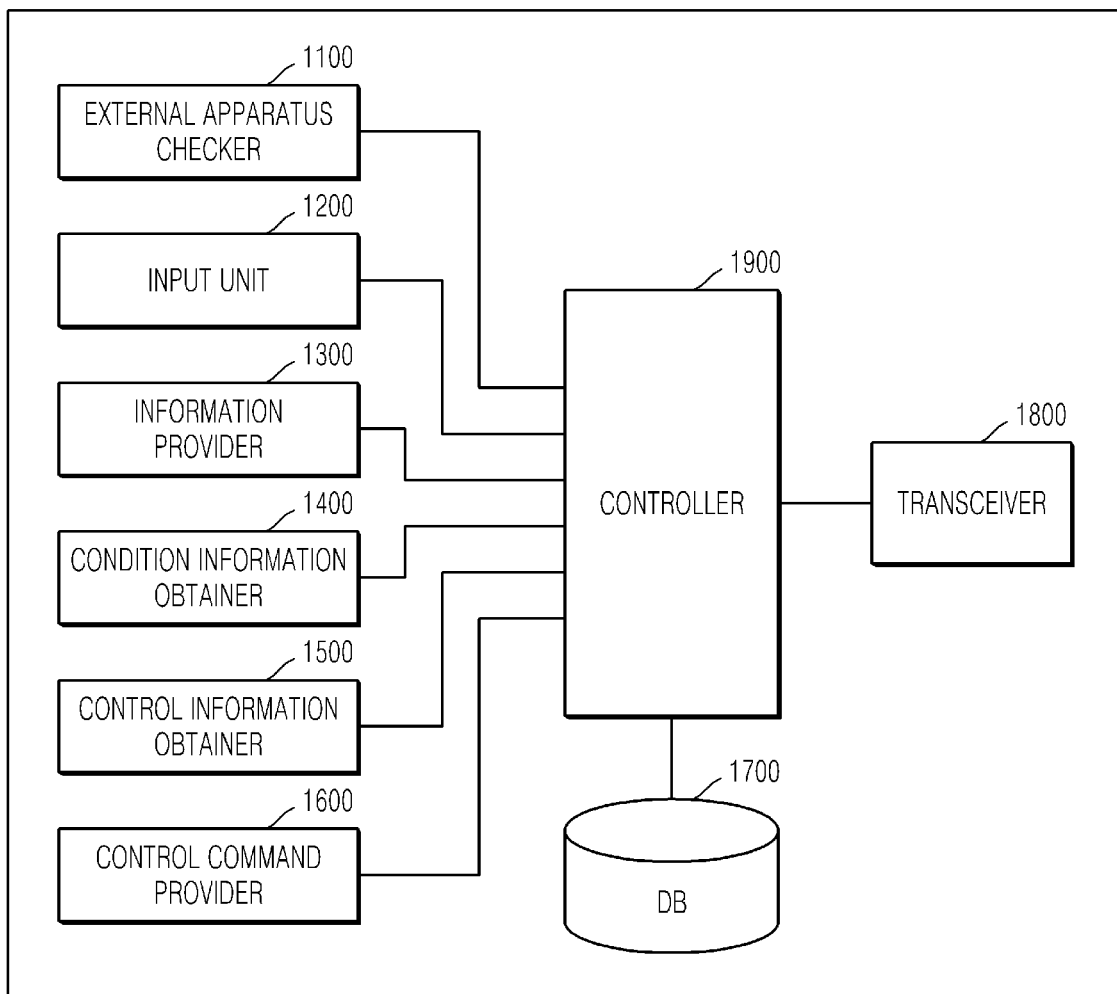 1100
EXTERNAL APPARATUS
CHECKER
1200
INPUT UNIT
1300
INFORMATION
PROVIDER
1400
CONDITION INFORMATION
OBTAINER
1500
CONTROL INFORMATION
OBTAINER
1600
CONTROL COMMAND
PROVIDER
1900
CONTROLLER
1700
DB
1800
TRANSCEIVER